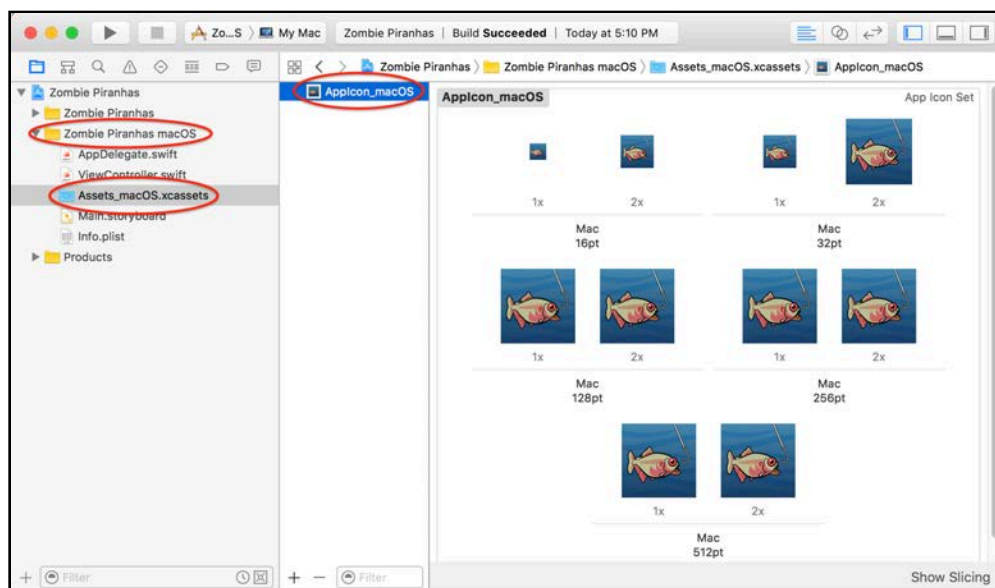 Zo...S 〉 My Mac
Zombie Piranhas | Build Succeeded | Today at 5:10 PM
Zombie Piranhas 〉 Zombie Piranhas macOS 〉 Assets_macOS.xcassets 〉 AppIcon_macOS
Zombie Piranhas
Zombie Piranhas
Zombie Piranhas macOS
AppDelegate.swift
ViewController.swift
Assets_macOS.xcassets
Main.storyboard
Info.plist
Products
Filter
AppIcon_macOS
Filter
AppIcon_macOS
App Icon Set
1x 2x
Mac
16pt
1x 2x
Mac
32pt
1x 2x
Mac
128pt
1x 2x
Mac
256pt
1x 2x
Mac
512pt
Show Slicing